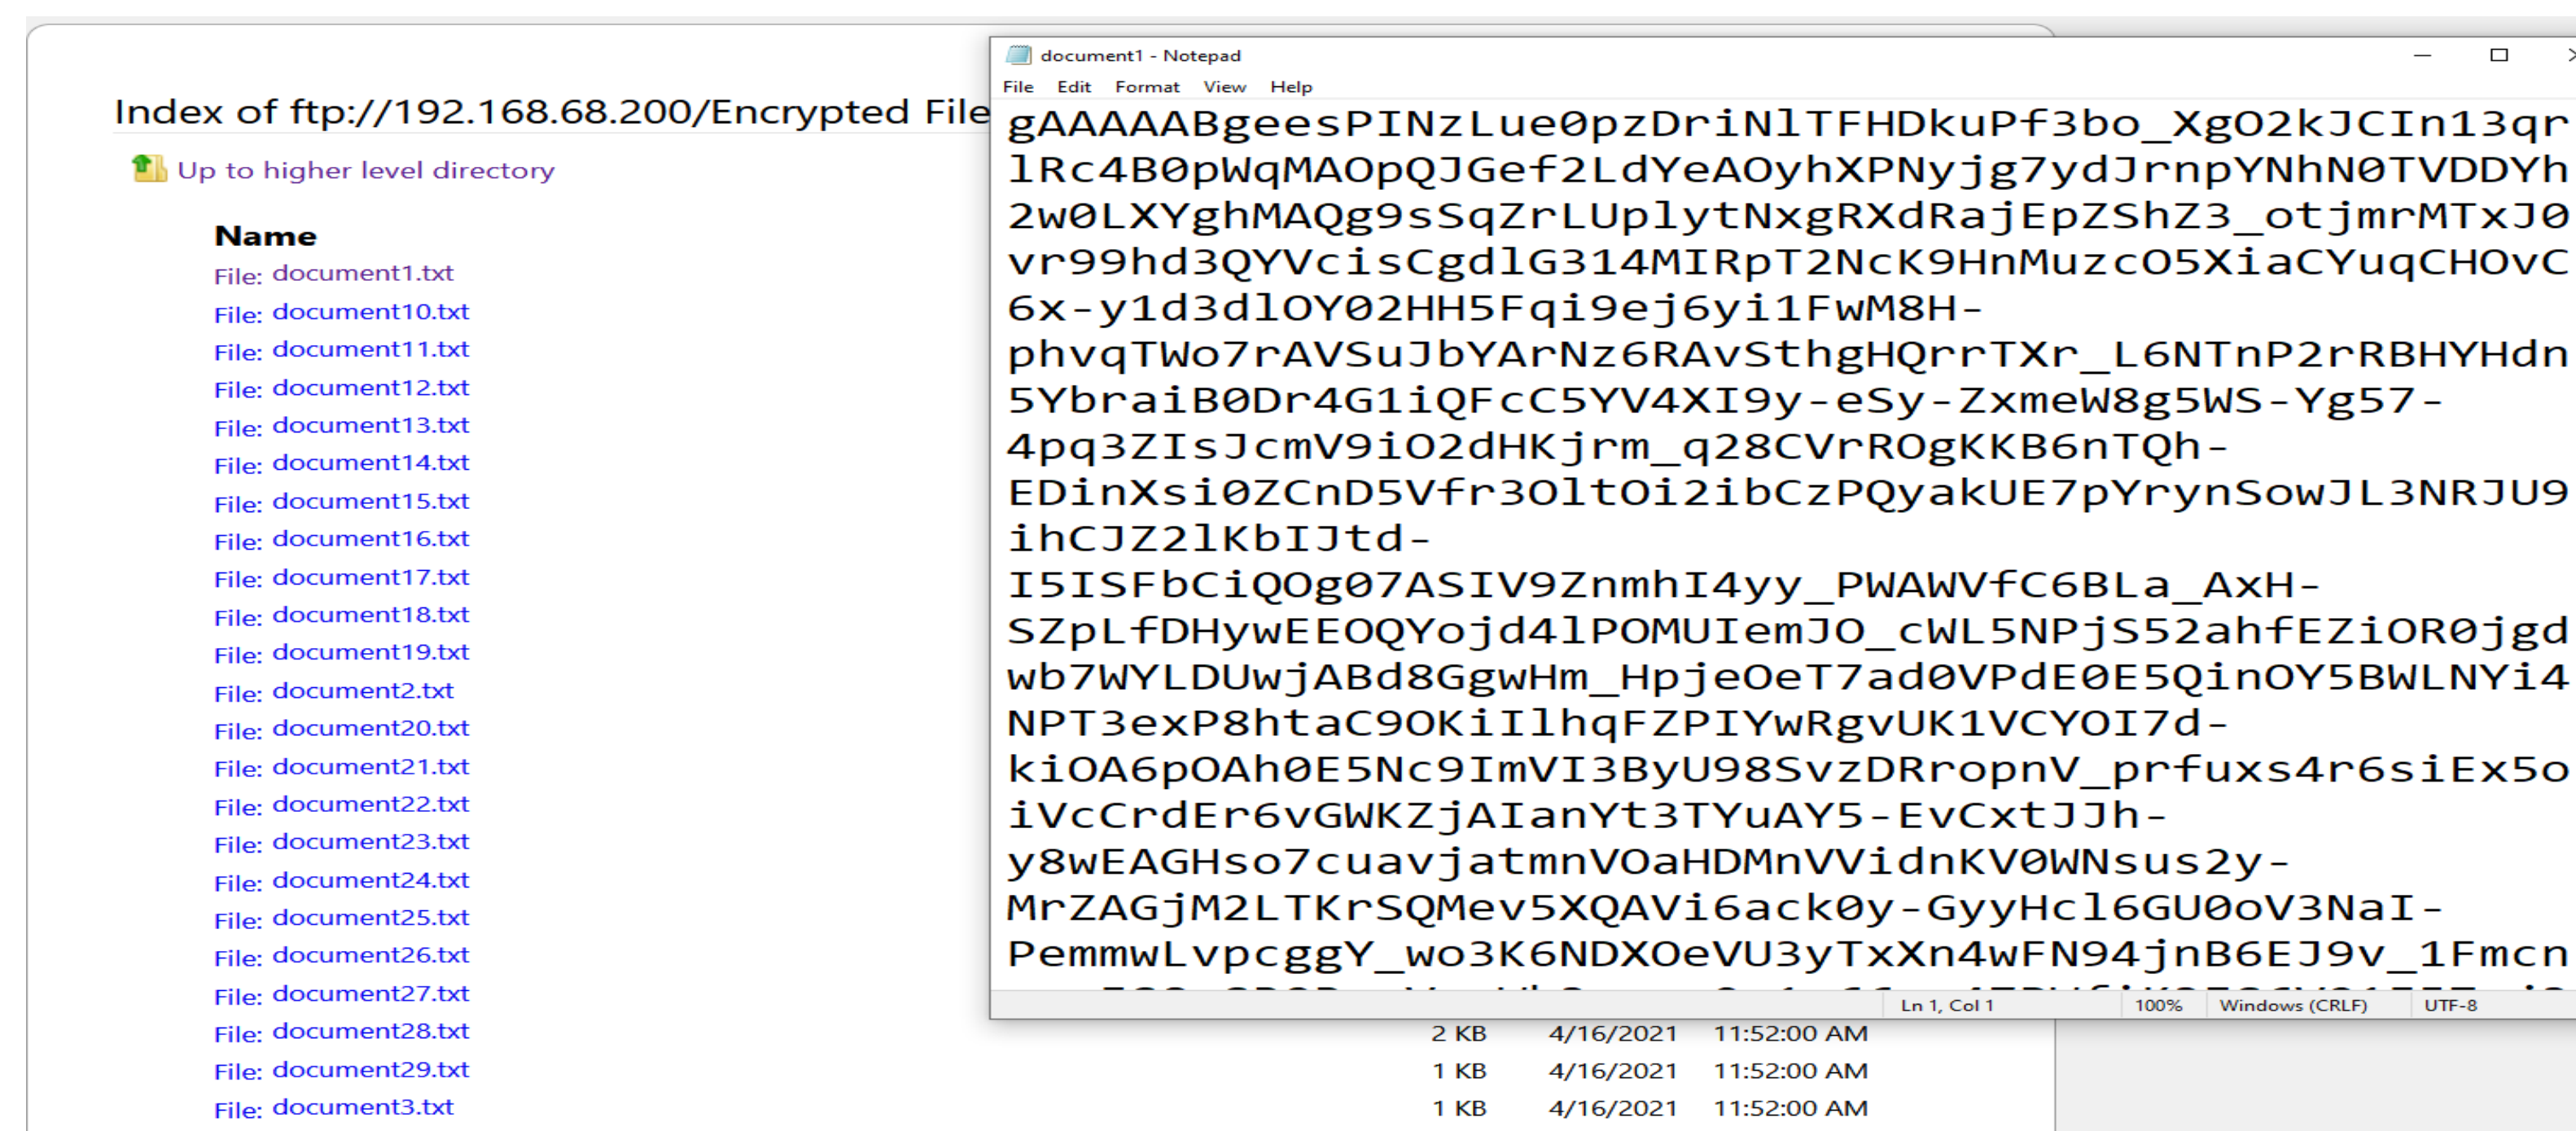 Index of ftp://192.168.68.200/Encrypted File
Up to higher level directory
Name
File: document1.txt
File: document10.txt
File: document11.txt
File: document12.txt
File: document13.txt
File: document14.txt
File: document15.txt
File: document16.txt
File: document17.txt
File: document18.txt
File: document19.txt
File: document2.txt
File: document20.txt
File: document21.txt
File: document22.txt
File: document23.txt
File: document24.txt
File: document25.txt
File: document26.txt
File: document27.txt
File: document28.txt 2 KB 4/16/2021 11:52:00 AM
File: document29.txt 1 KB 4/16/2021 11:52:00 AM
File: document3.txt 1 KB 4/16/2021 11:52:00 AM
document1 - Notepad
File Edit Format View Help
gAAAAABgeesPINzLue0pzDriNlTFHDkuPf3bo_XgO2kJCIn13qr
lRc4B0pWqMAOpQJGef2LdYeAOyhXPNyjg7ydJrnpYNhN0TVDDYh
2w0LXYghMAQg9sSqZrLUplytNxgRXdRajEpZShZ3_otjmrMTxJ0
vr99hd3QYVcisCgdlG314MIRpT2NcK9HnMuzcO5XiaCYuqCHOvC
6x-y1d3dlOY02HH5Fqi9ej6yi1FwM8H-
phvqTWo7rAVSuJbYArNz6RAvSthgHQrrTXr_L6NTnP2rRBHYHdn
5YbraiB0Dr4G1iQFcC5YV4XI9y-eSy-ZxmeW8g5WS-Yg57-
4pq3ZIsJcmV9iO2dHKjrm_q28CVrROgKKB6nTQh-
EDinXsi0ZCnD5Vfr3OltOi2ibCzPQyakUE7pYrynSowJL3NRJU9
ihCJZ2lKbIJtd-
I5ISFbCiQOg07ASIV9ZnmhI4yy_PWAWVfC6BLa_AxH-
SZpLfDHywEEOQYojd4lPOMUIemJO_cWL5NPjS52ahfEZiOR0jgd
wb7WYLDUwjABd8GgwHm_HpjeOeT7ad0VPdE0E5QinOY5BWLNYi4
NPT3exP8htaC9OKiIlhqFZPIYwRgvUK1VCYOI7d-
kiOA6pOAh0E5Nc9ImVI3ByU98SvzDRropnV_prfuxs4r6siEx5o
iVcCrdEr6vGWKZjAIanYt3TYuAY5-EvCxtJJh-
y8wEAGHso7cuavjatmnVOaHDMnVVidnKV0WNsus2y-
MrZAGjM2LTKrSQMev5XQAVi6ack0y-GyyHcl6GU0oV3NaI-
PemmwLvpcggY_wo3K6NDXOeVU3yTxXn4wFN94jnB6EJ9v_1Fmcn
Ln 1, Col 1 100% Windows (CRLF) UTF-8